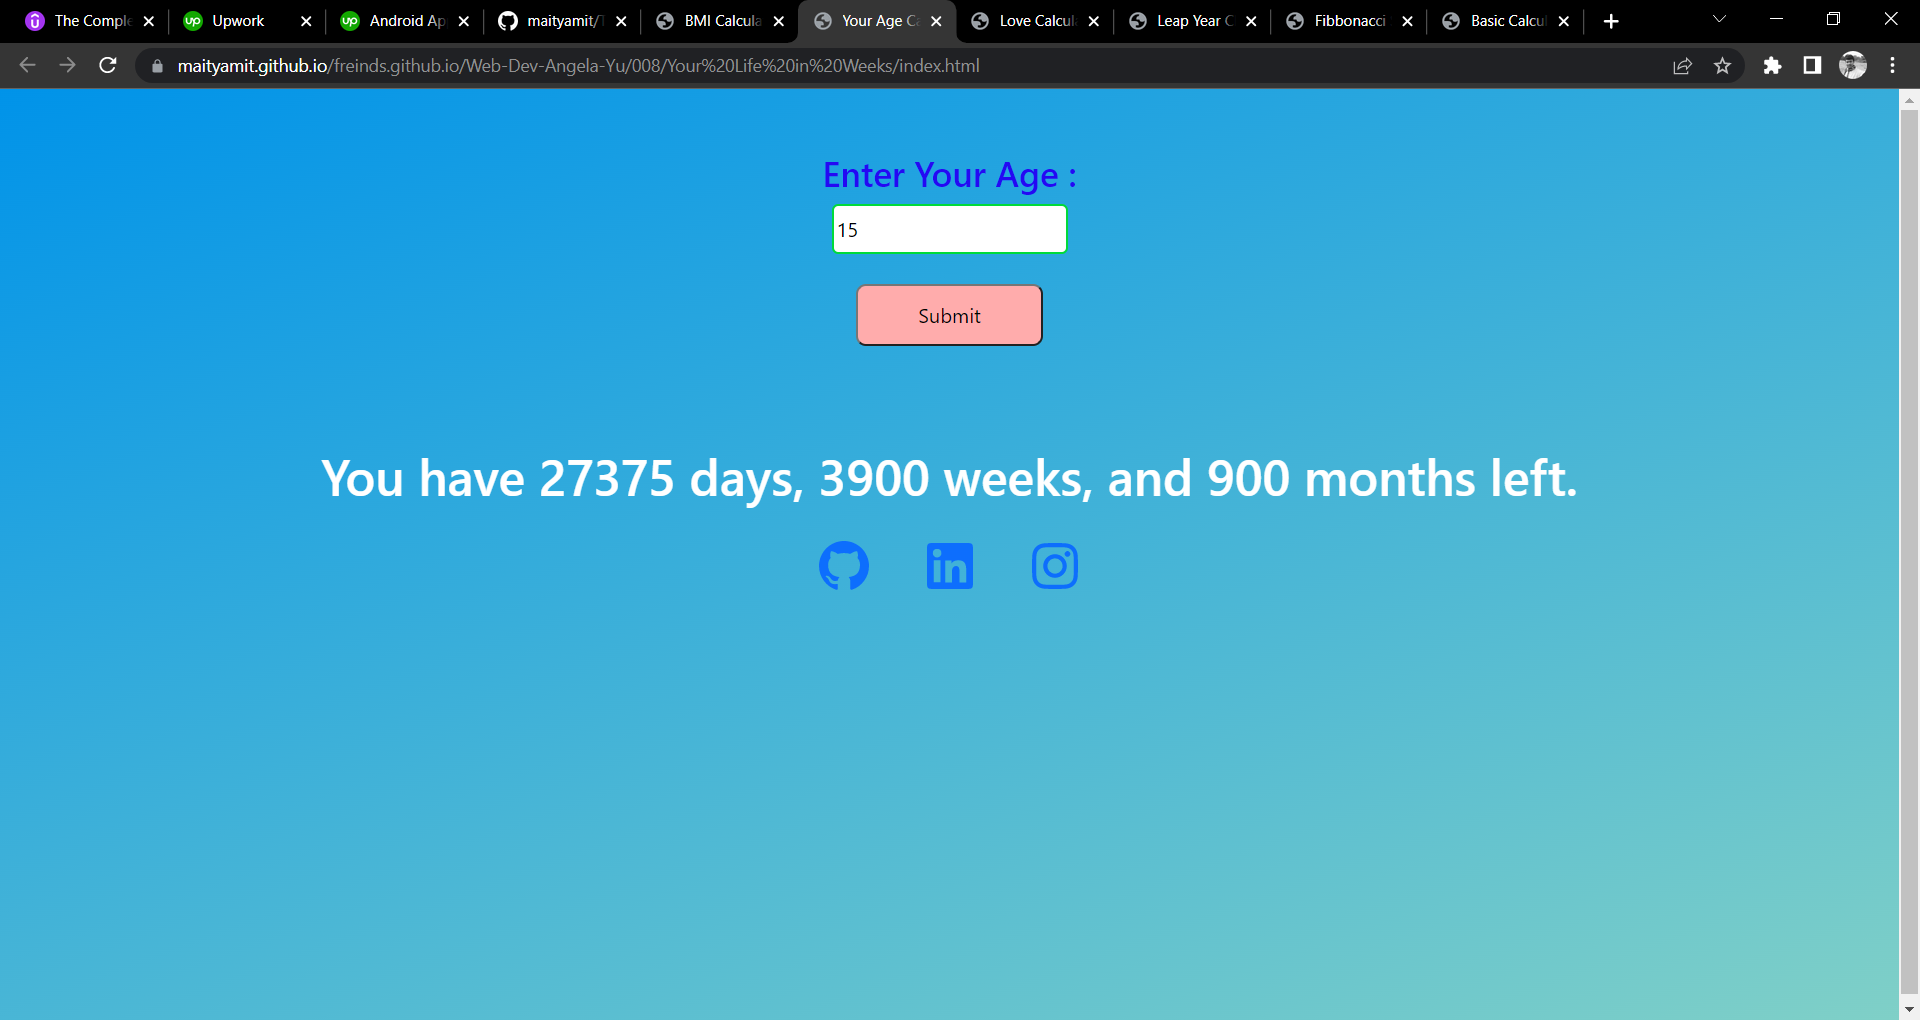 The Comple
Upwork
Android Ap
maityamit/T
BMI Calcula
Your Age Ca
Love Calcul
Leap Year C
Fibbonacci
Basic Calcul
maityamit.github.io/freinds.github.io/Web-Dev-Angela-Yu/008/Your%20Life%20in%20Weeks/index.html
Enter Your Age :
15
Submit
You have 27375 days, 3900 weeks, and 900 months left.